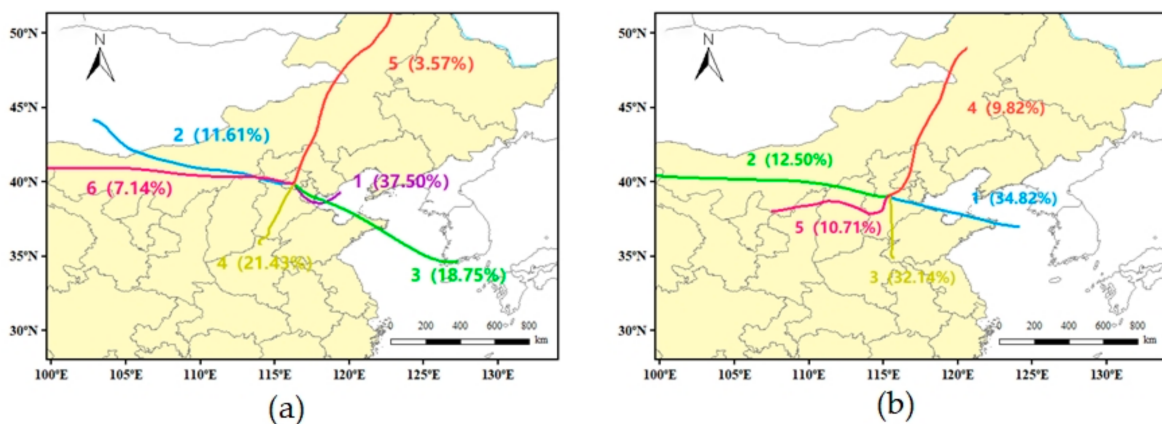 50°N
45°N
40°N
35°N
30°N
100°E 105°E 110°E 115°E 120°E 125°E 130°E
N
5 (3.57%)
2 (11.61%)
1 (37.50%)
6 (7.14%)
4 (21.43%)
3 (18.75%)
0 200 400 600 800
km
(a)
50°N
45°N
40°N
35°N
30°N
100°E 105°E 110°E 115°E 120°E 125°E 130°E
N
4 (9.82%)
2 (12.50%)
1 (34.82%)
5 (10.71%)
3 (32.14%)
0 200 400 600 800
km
(b)